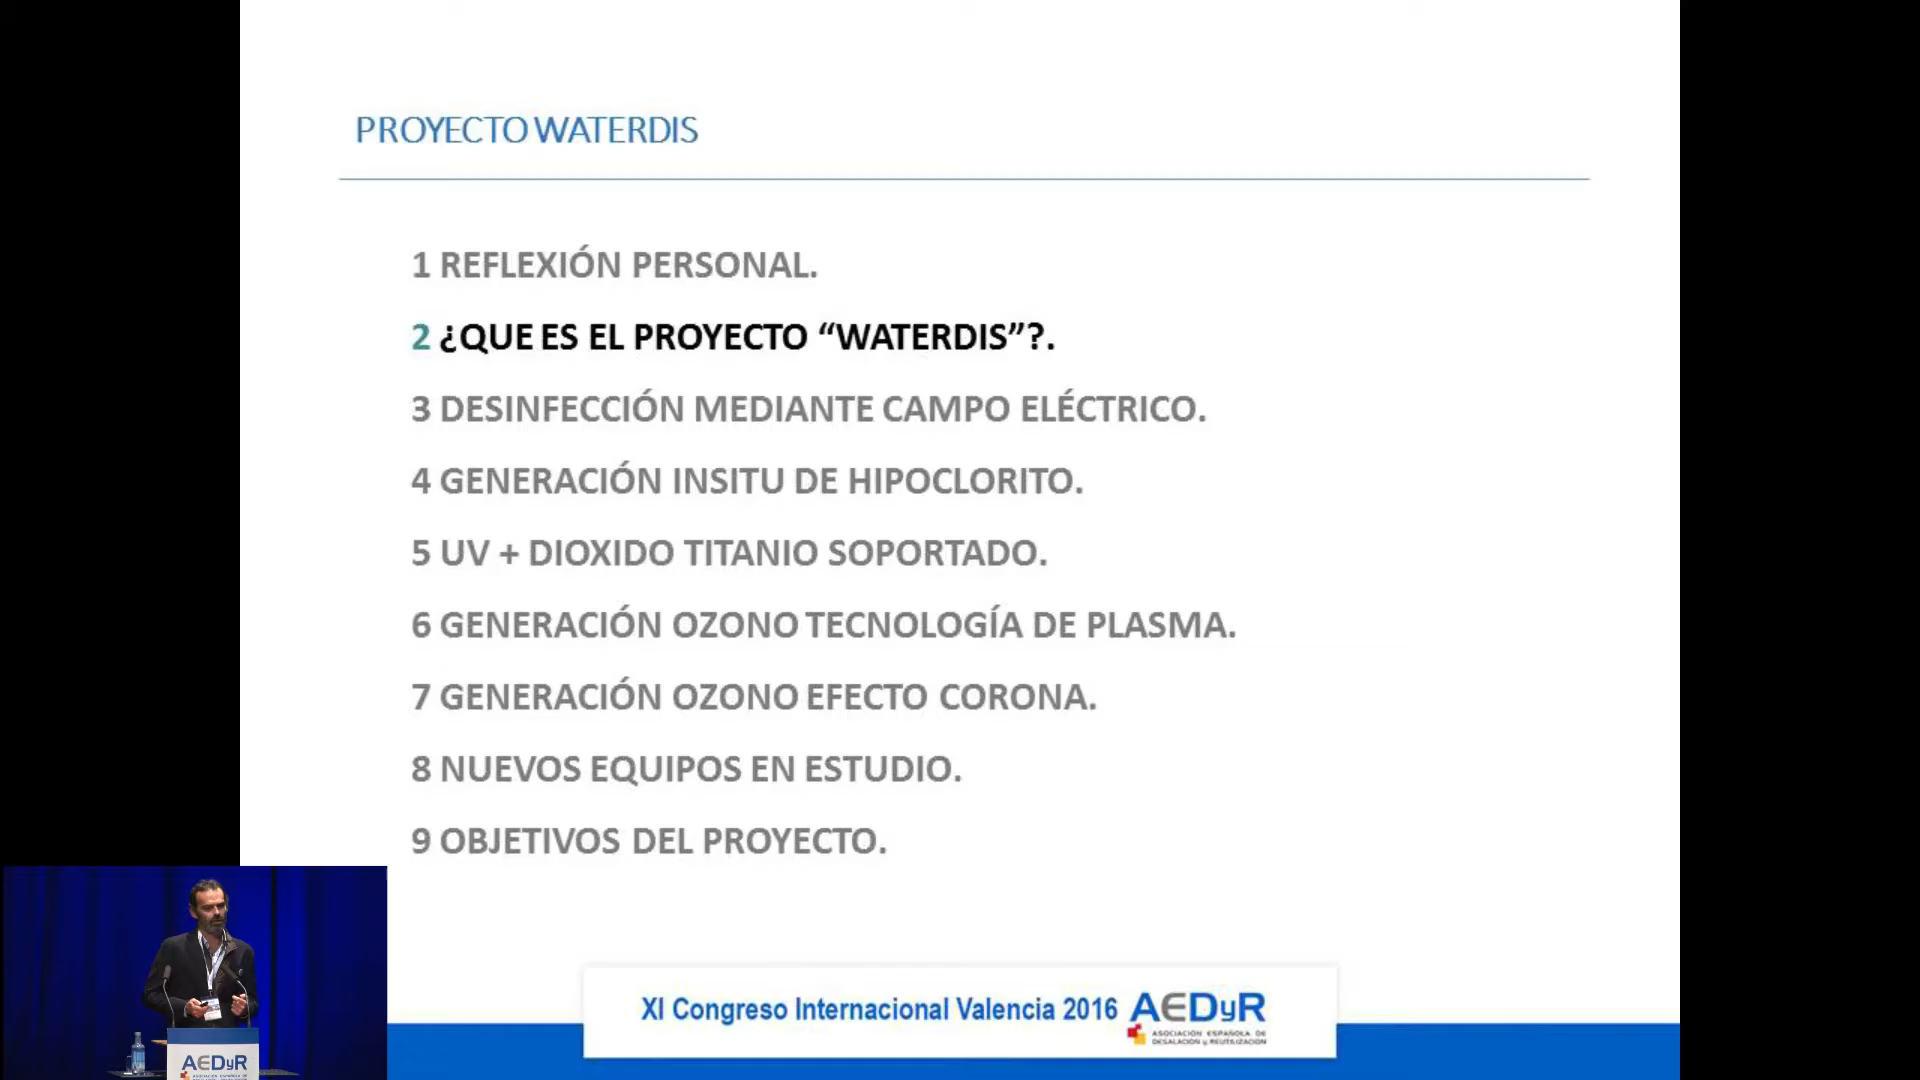 PROYECTO WATERDIS
1 REFLEXIÓN PERSONAL.
2 ¿QUE ES EL PROYECTO “WATERDIS”?.
3 DESINFECCIÓN MEDIANTE CAMPO ELÉCTRICO.
4 GENERACIÓN INSITU DE HIPOCLORITO.
5 UV + DIOXIDO TITANIO SOPORTADO.
6 GENERACIÓN OZONO TECNOLOGÍA DE PLASMA.
7 GENERACIÓN OZONO EFECTO CORONA.
8 NUEVOS EQUIPOS EN ESTUDIO.
9 OBJETIVOS DEL PROYECTO.
XI Congreso Internacional Valencia 2016
AEDyR
ASOCIACIÓN ESPAÑOLA DE
DESALACIÓN y REUTILIZACIÓN
AEDyR
ASOCIACIÓN ESPAÑOLA DE